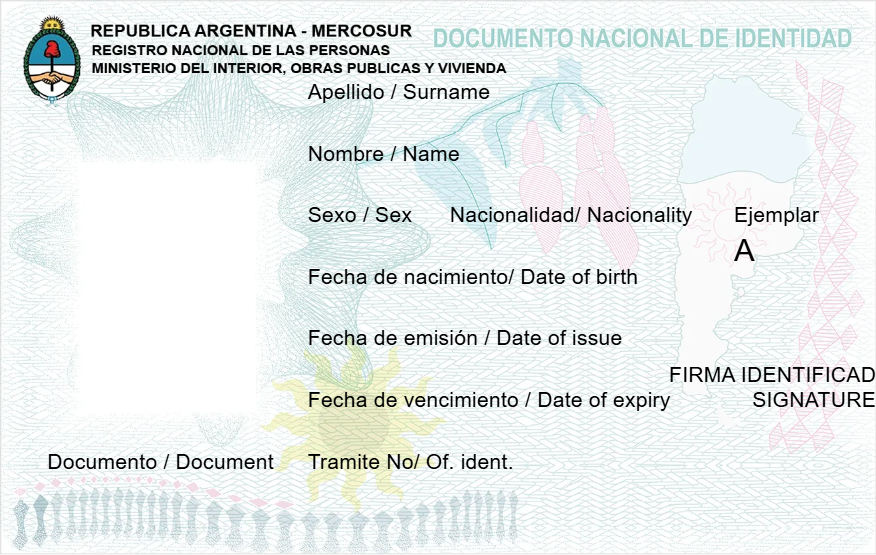 REPUBLICA ARGENTINA - MERCOSUR
REGISTRO NACIONAL DE LAS PERSONAS
MINISTERIO DEL INTERIOR, OBRAS PUBLICAS Y VIVIENDA
DOCUMENTO NACIONAL DE IDENTIDAD
Apellido / Surname
Nombre / Name
Sexo / Sex
Nacionalidad/ Nacionality
Ejemplar
A
Fecha de nacimiento/ Date of birth
Fecha de emisión / Date of issue
FIRMA IDENTIFICAD
Fecha de vencimiento / Date of expiry
SIGNATURE
Documento / Document
Tramite No/ Of. ident.